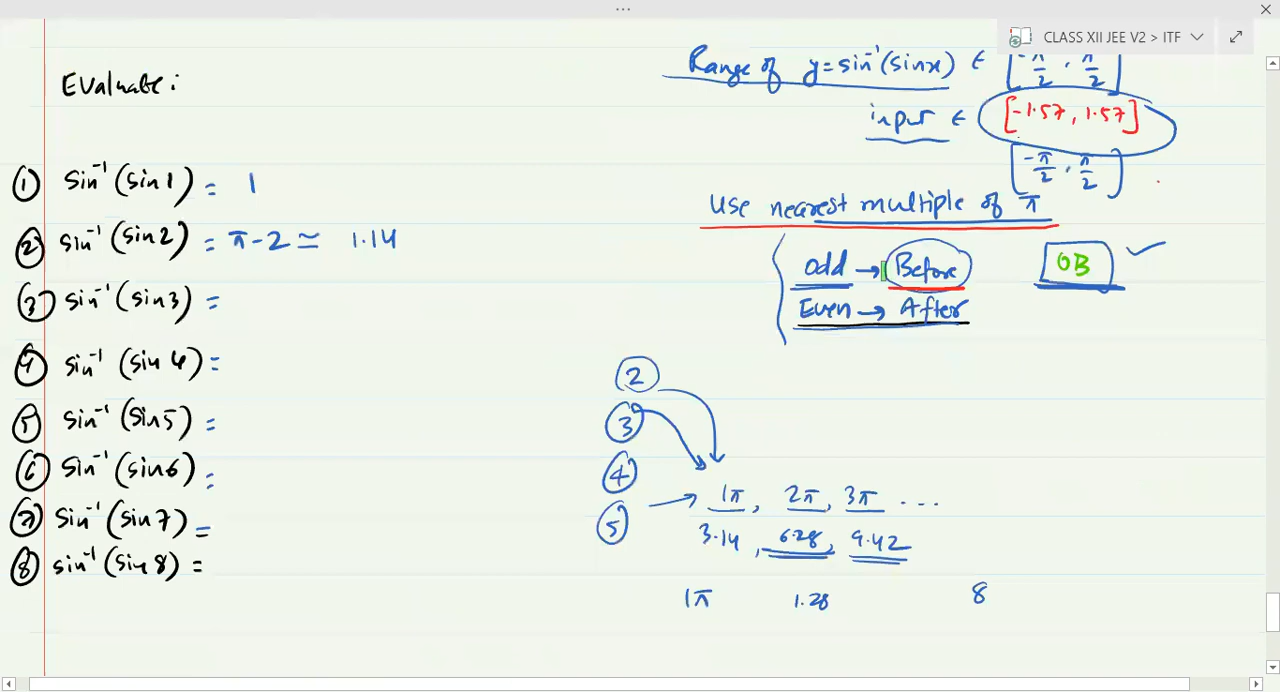 ...
CLASS XII JEE V2 > ITF
Evaluate:
① sin⁻¹(sin1) = 1
② sin⁻¹(sin2) = π-2 ≃ 1.14
③ sin⁻¹(sin3) =
④ sin⁻¹(sin4) =
⑤ sin⁻¹(sin5) =
⑥ sin⁻¹(sin6) =
⑦ sin⁻¹(sin7) =
⑧ sin⁻¹(sin8) =
Range of y=sin⁻¹(sinx) ∈ [-π/2, π/2]
input ∈ [-1.57, 1.57]
[-π/2, π/2]
Use nearest multiple of π
Odd → Before
OB ✓
Even → After
2
3
4
5 → 1π, 2π, 3π ...
3.14, 6.28, 9.42
1π 1.28 8